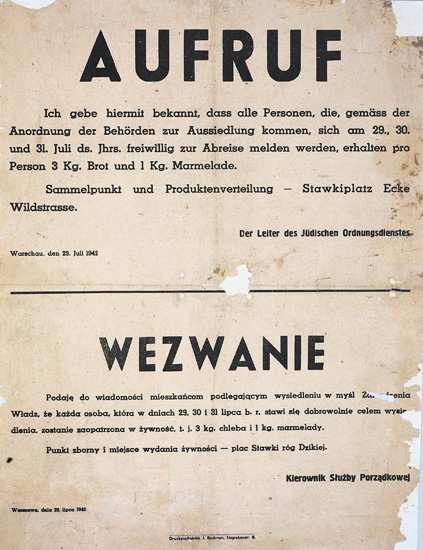 AUFRUF
Ich gebe hiermit bekannt, dass alle Personen, die, gemäss der
Anordnung der Behörden zur Aussiedlung kommen, sich am 29., 30.
und 31. Juli ds. Jhrs. freiwillig zur Abreise melden werden, erhalten pro
Person 3 Kg. Brot und 1 Kg. Marmelade.
Sammelpunkt und Produktenverteilung – Stawkiplatz Ecke
Wildstrasse.
Der Leiter des Jüdischen Ordnungsdienstes
Warschau, den 29. Juli 1942
WEZWANIE
Podaję do wiadomości mieszkańcom podlegającym wysiedleniu w myśl
Władz, że każda osoba, która w dniach 29, 30 i 31 lipca b. r. stawi się dobrowolnie celem wysie-
dlenia, zostanie zaopatrzona w żywność, t. j. 3 kg. chleba i 1 kg. marmelady.
Punkt zborny i miejsce wydania żywności – plac Stawki róg Dzikiej.
Kierownik Służby Porządkowej
Warszawa, dnia 29. lipca 1942